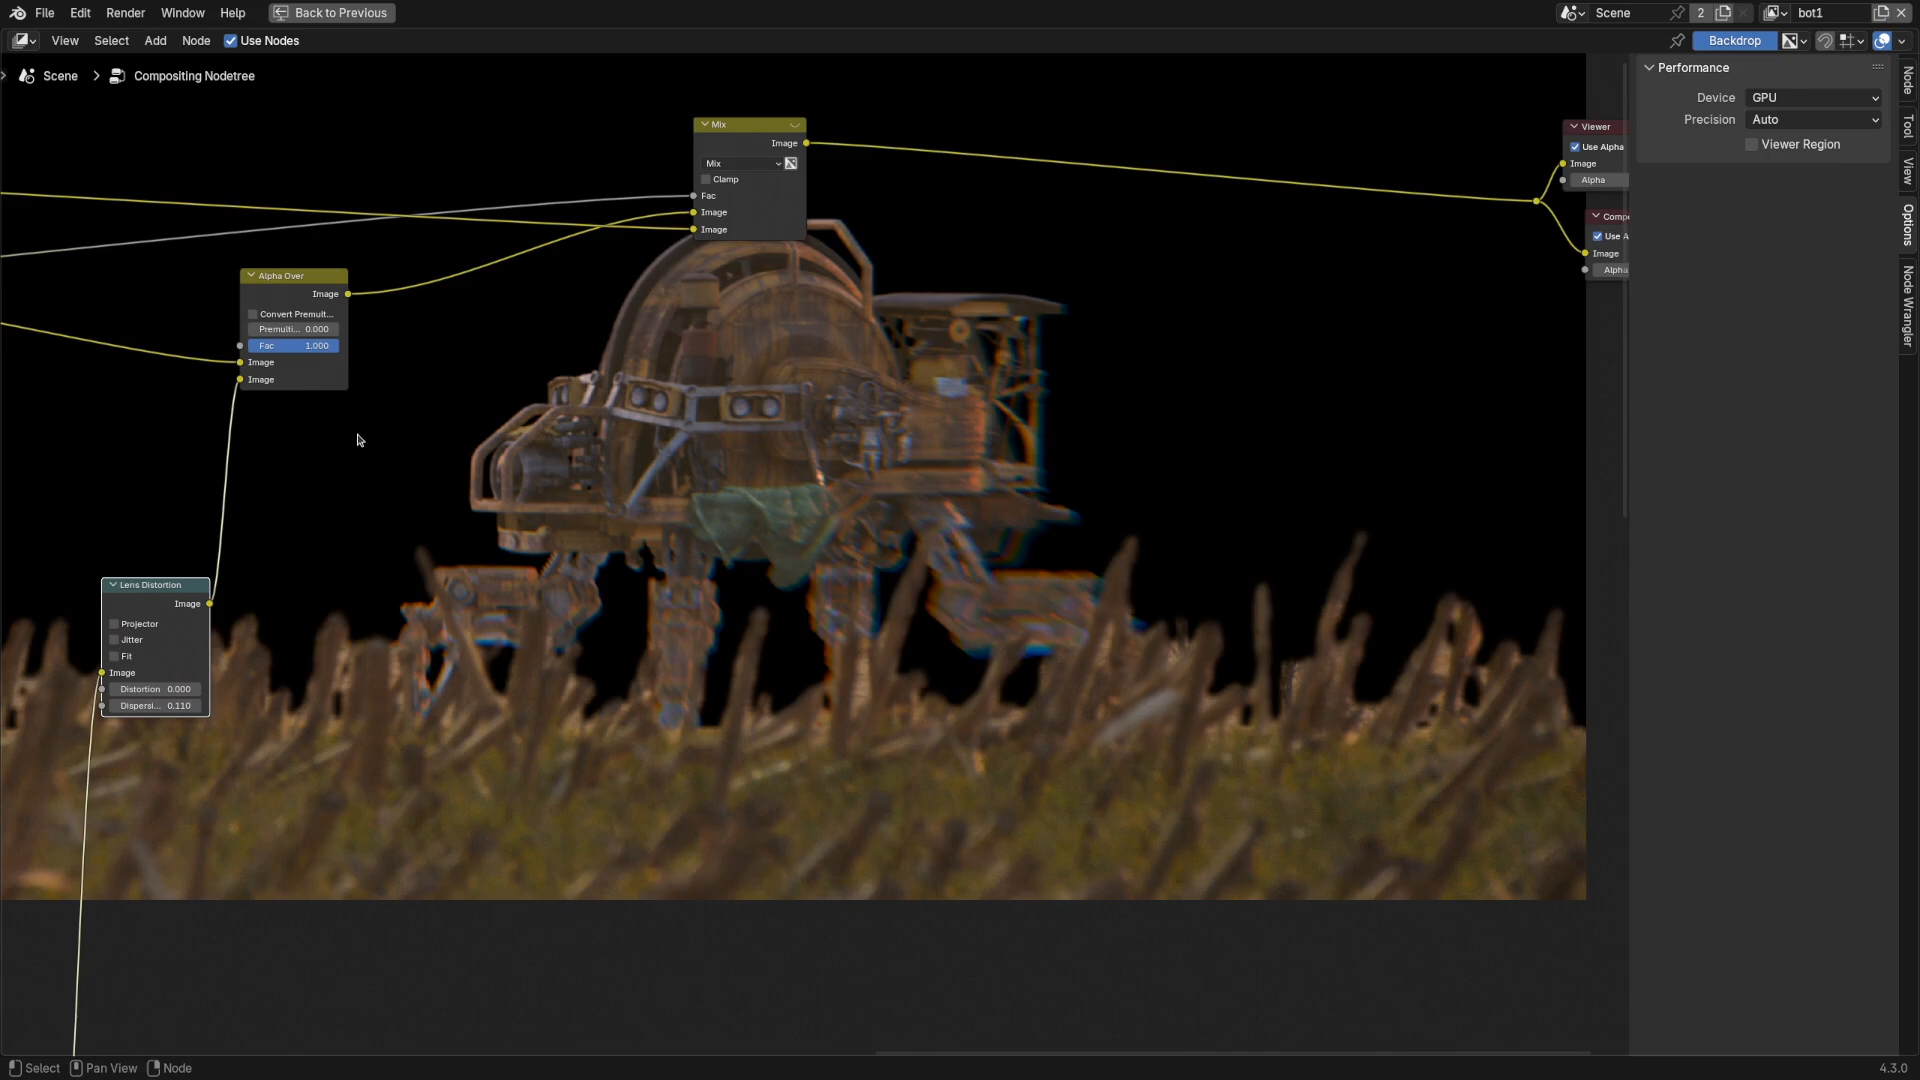 File Edit Render Window Help Back to Previous
Scene 2 bot1
View Select Add Node Use Nodes
Backdrop
Scene > Compositing Nodetree
Performance
Device GPU
Precision Auto
Viewer Region
Node
Tool
View
Options
Node Wrangler
Mix
Image
Mix
Clamp
Fac
Image
Image
Viewer
Use Alpha
Image
Alpha
Compo
Use A
Image
Alpha
Alpha Over
Image
Convert Premult...
Premulti... 0.000
Fac 1.000
Image
Image
Lens Distortion
Image
Projector
Jitter
Fit
Image
Distortion 0.000
Dispersi... 0.110
Select Pan View Node
4.3.0